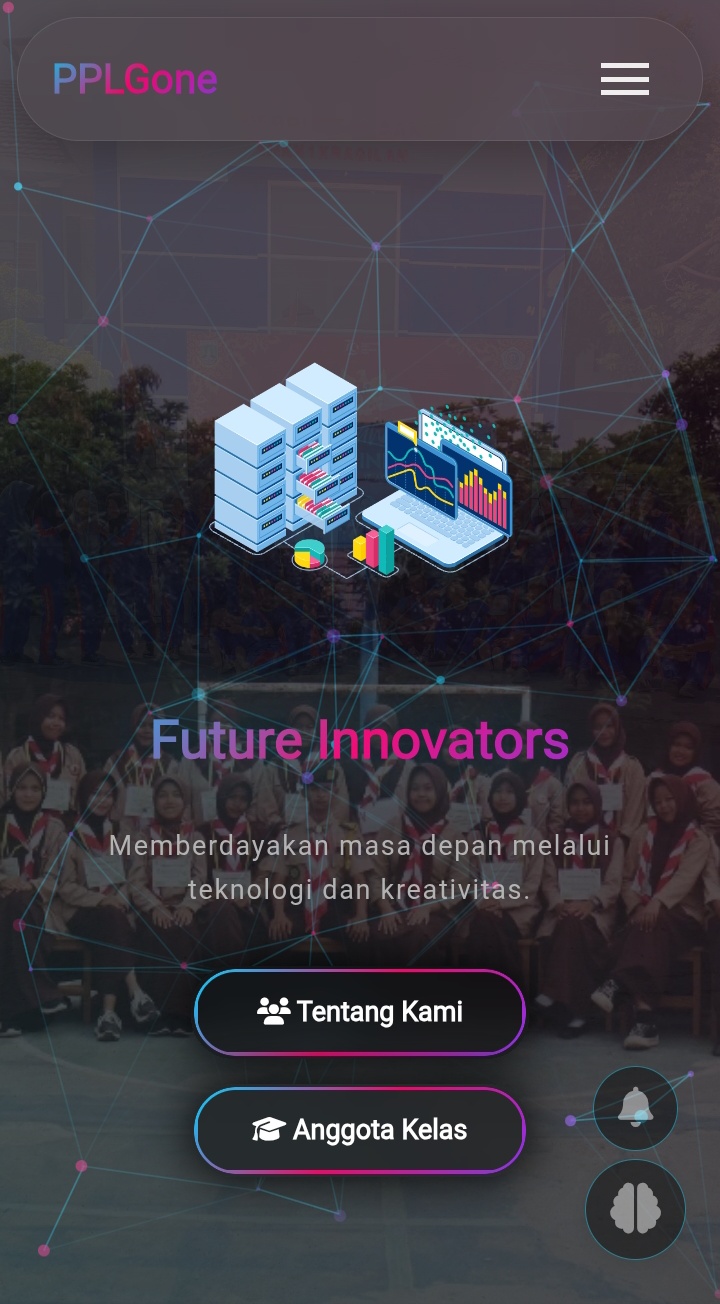 PPLGone
Future Innovators
Memberdayakan masa depan melalui
teknologi dan kreativitas.
Tentang Kami
Anggota Kelas